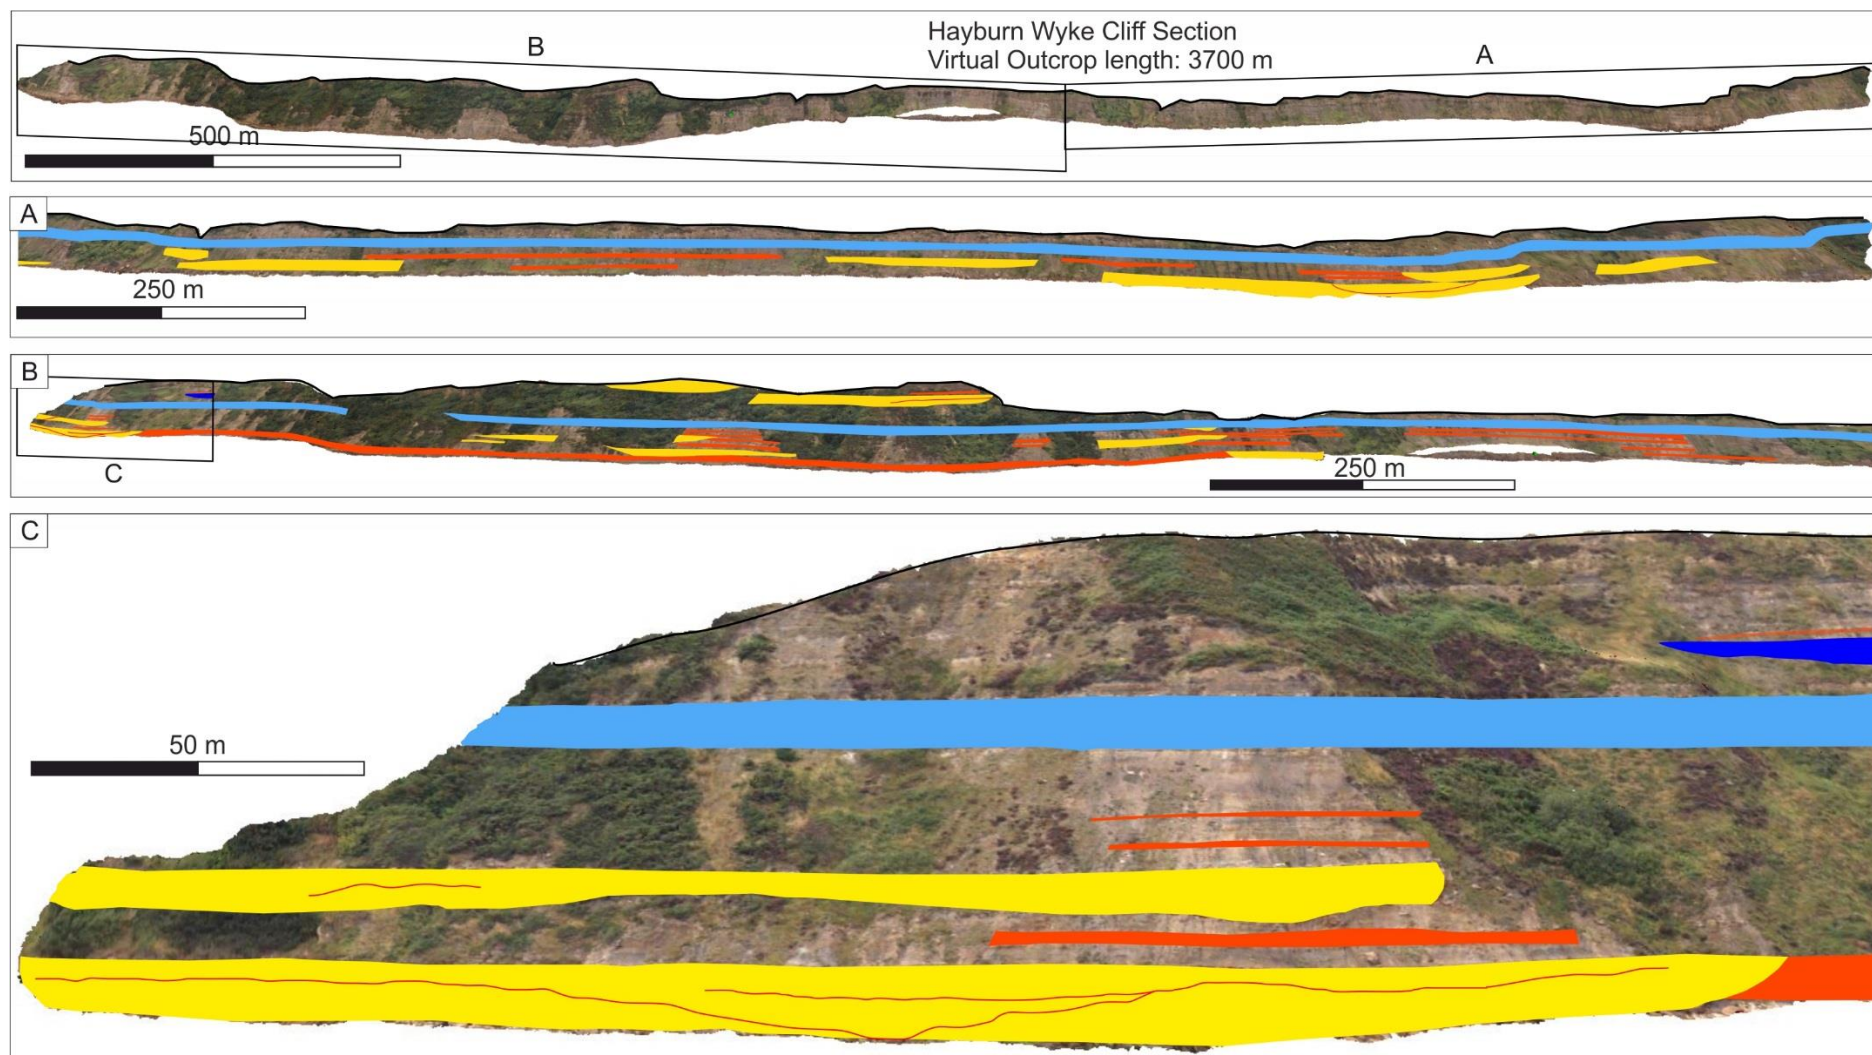 Hayburn Wyke Cliff Section
Virtual Outcrop length: 3700 m
B
A
500 m
A
250 m
B
C
250 m
C
50 m